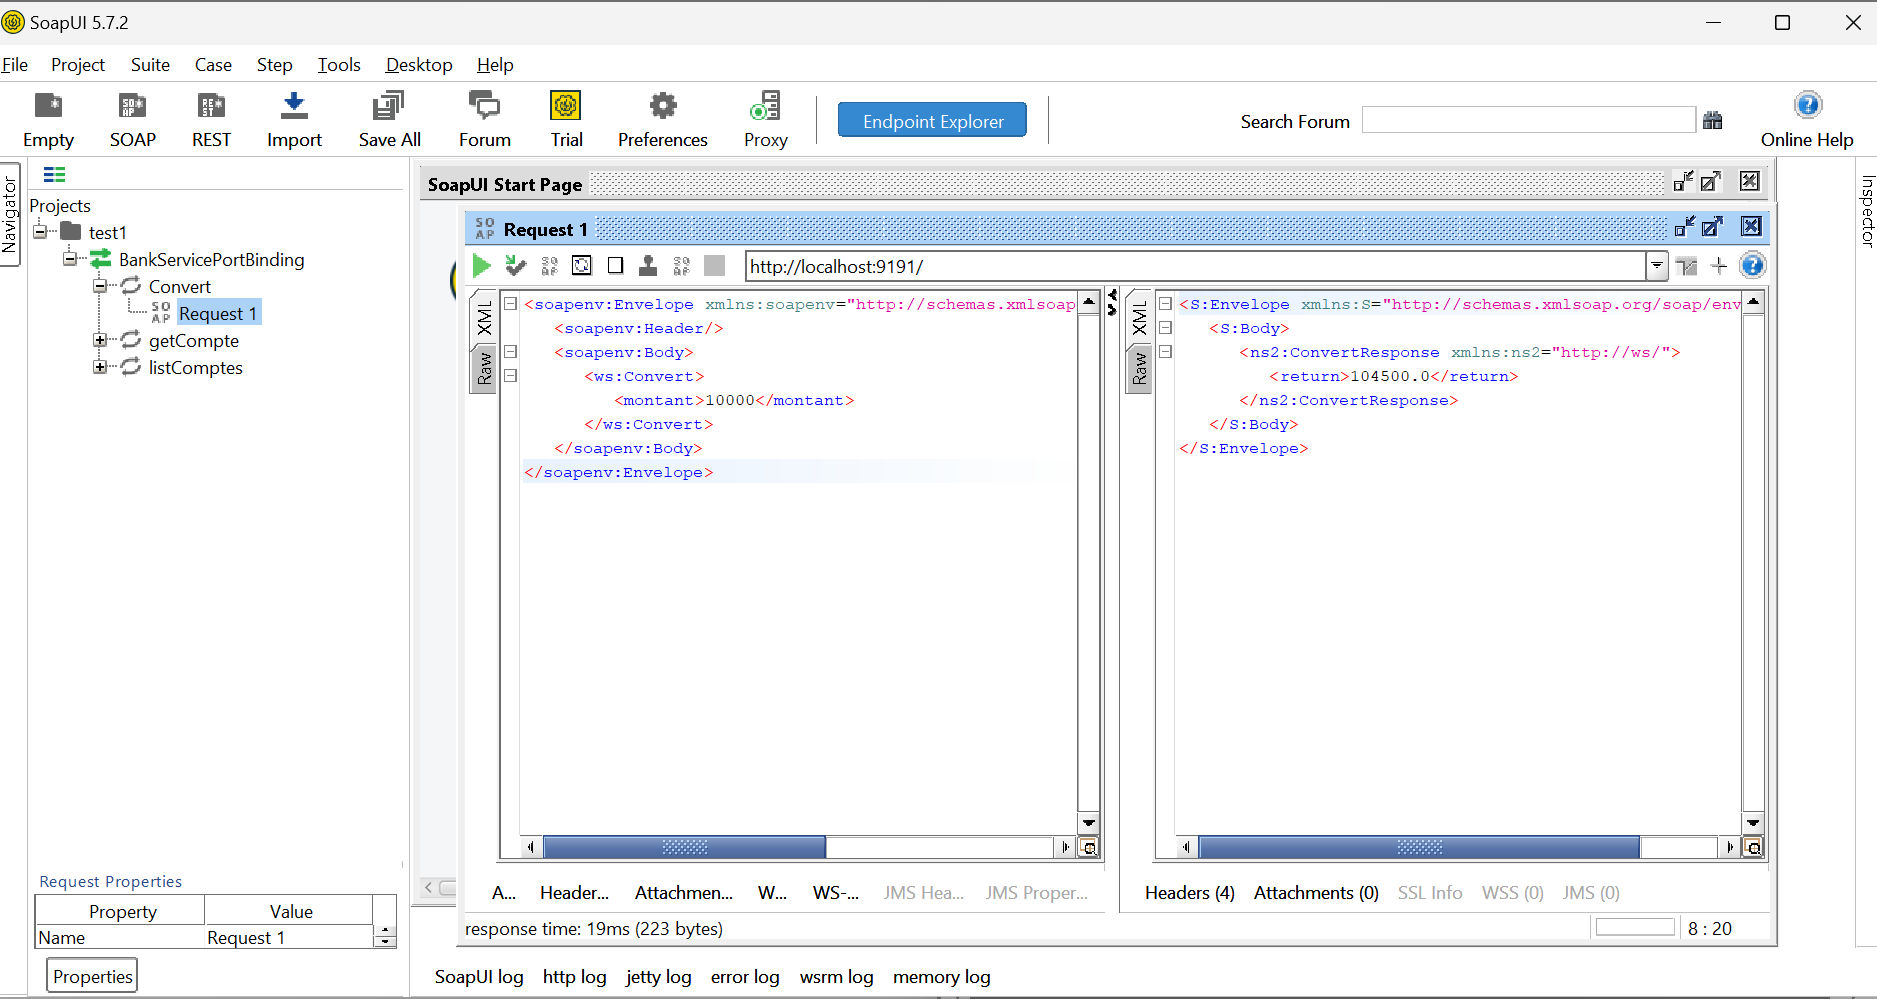 SoapUI 5.7.2
File Project Suite Case Step Tools Desktop Help
Empty SOAP REST Import Save All Forum Trial Preferences Proxy Endpoint Explorer Search Forum Online Help
Navigator
Inspector
Projects
test1
BankServicePortBinding
Convert
SOAP Request 1
getCompte
listComptes
SoapUI Start Page
SOAP Request 1
http://localhost:9191/
XML
Raw
<soapenv:Envelope xmlns:soapenv="http://schemas.xmlsoap
<soapenv:Header/>
<soapenv:Body>
<ws:Convert>
<montant>10000</montant>
</ws:Convert>
</soapenv:Body>
</soapenv:Envelope>
XML
Raw
<S:Envelope xmlns:S="http://schemas.xmlsoap.org/soap/env
<S:Body>
<ns2:ConvertResponse xmlns:ns2="http://ws/">
<return>104500.0</return>
</ns2:ConvertResponse>
</S:Body>
</S:Envelope>
A... Header... Attachmen... W... WS-... JMS Hea... JMS Proper...
Headers (4) Attachments (0) SSL Info WSS (0) JMS (0)
response time: 19ms (223 bytes)
8 : 20
Request Properties
Property Value
Name Request 1
Properties
SoapUI log http log jetty log error log wsrm log memory log